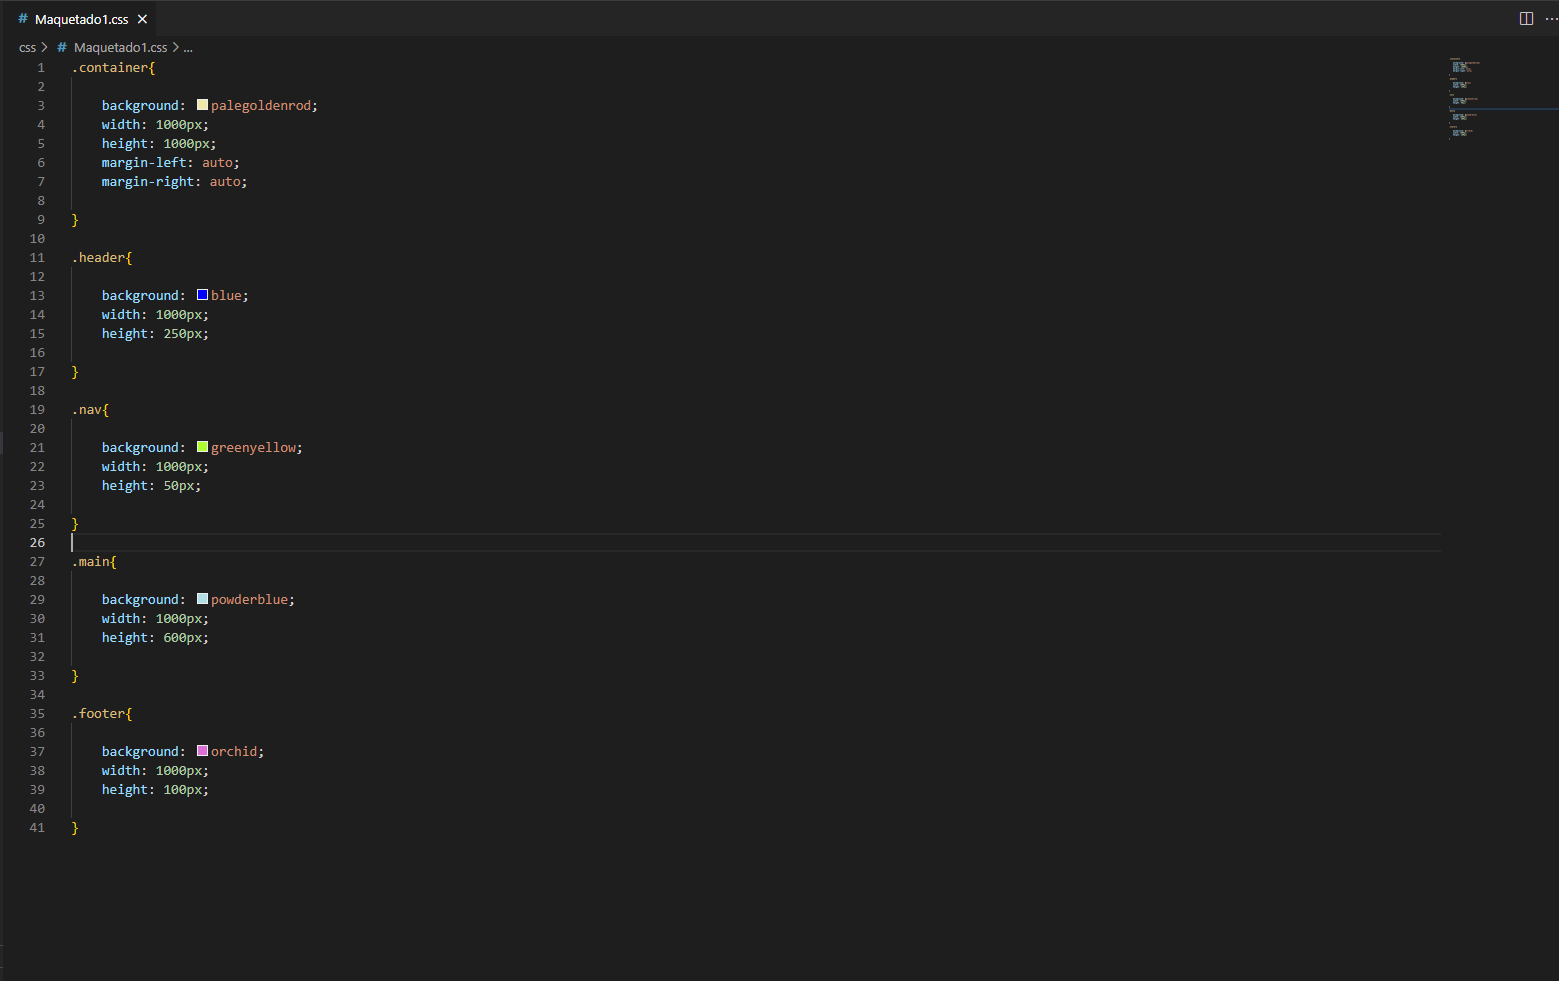 # Maquetado1.css ×
css > # Maquetado1.css > ...
1 .container{
2
3 background: palegoldenrod;
4 width: 1000px;
5 height: 1000px;
6 margin-left: auto;
7 margin-right: auto;
8
9 }
10
11 .header{
12
13 background: blue;
14 width: 1000px;
15 height: 250px;
16
17 }
18
19 .nav{
20
21 background: greenyellow;
22 width: 1000px;
23 height: 50px;
24
25 }
26
27 .main{
28
29 background: powderblue;
30 width: 1000px;
31 height: 600px;
32
33 }
34
35 .footer{
36
37 background: orchid;
38 width: 1000px;
39 height: 100px;
40
41 }